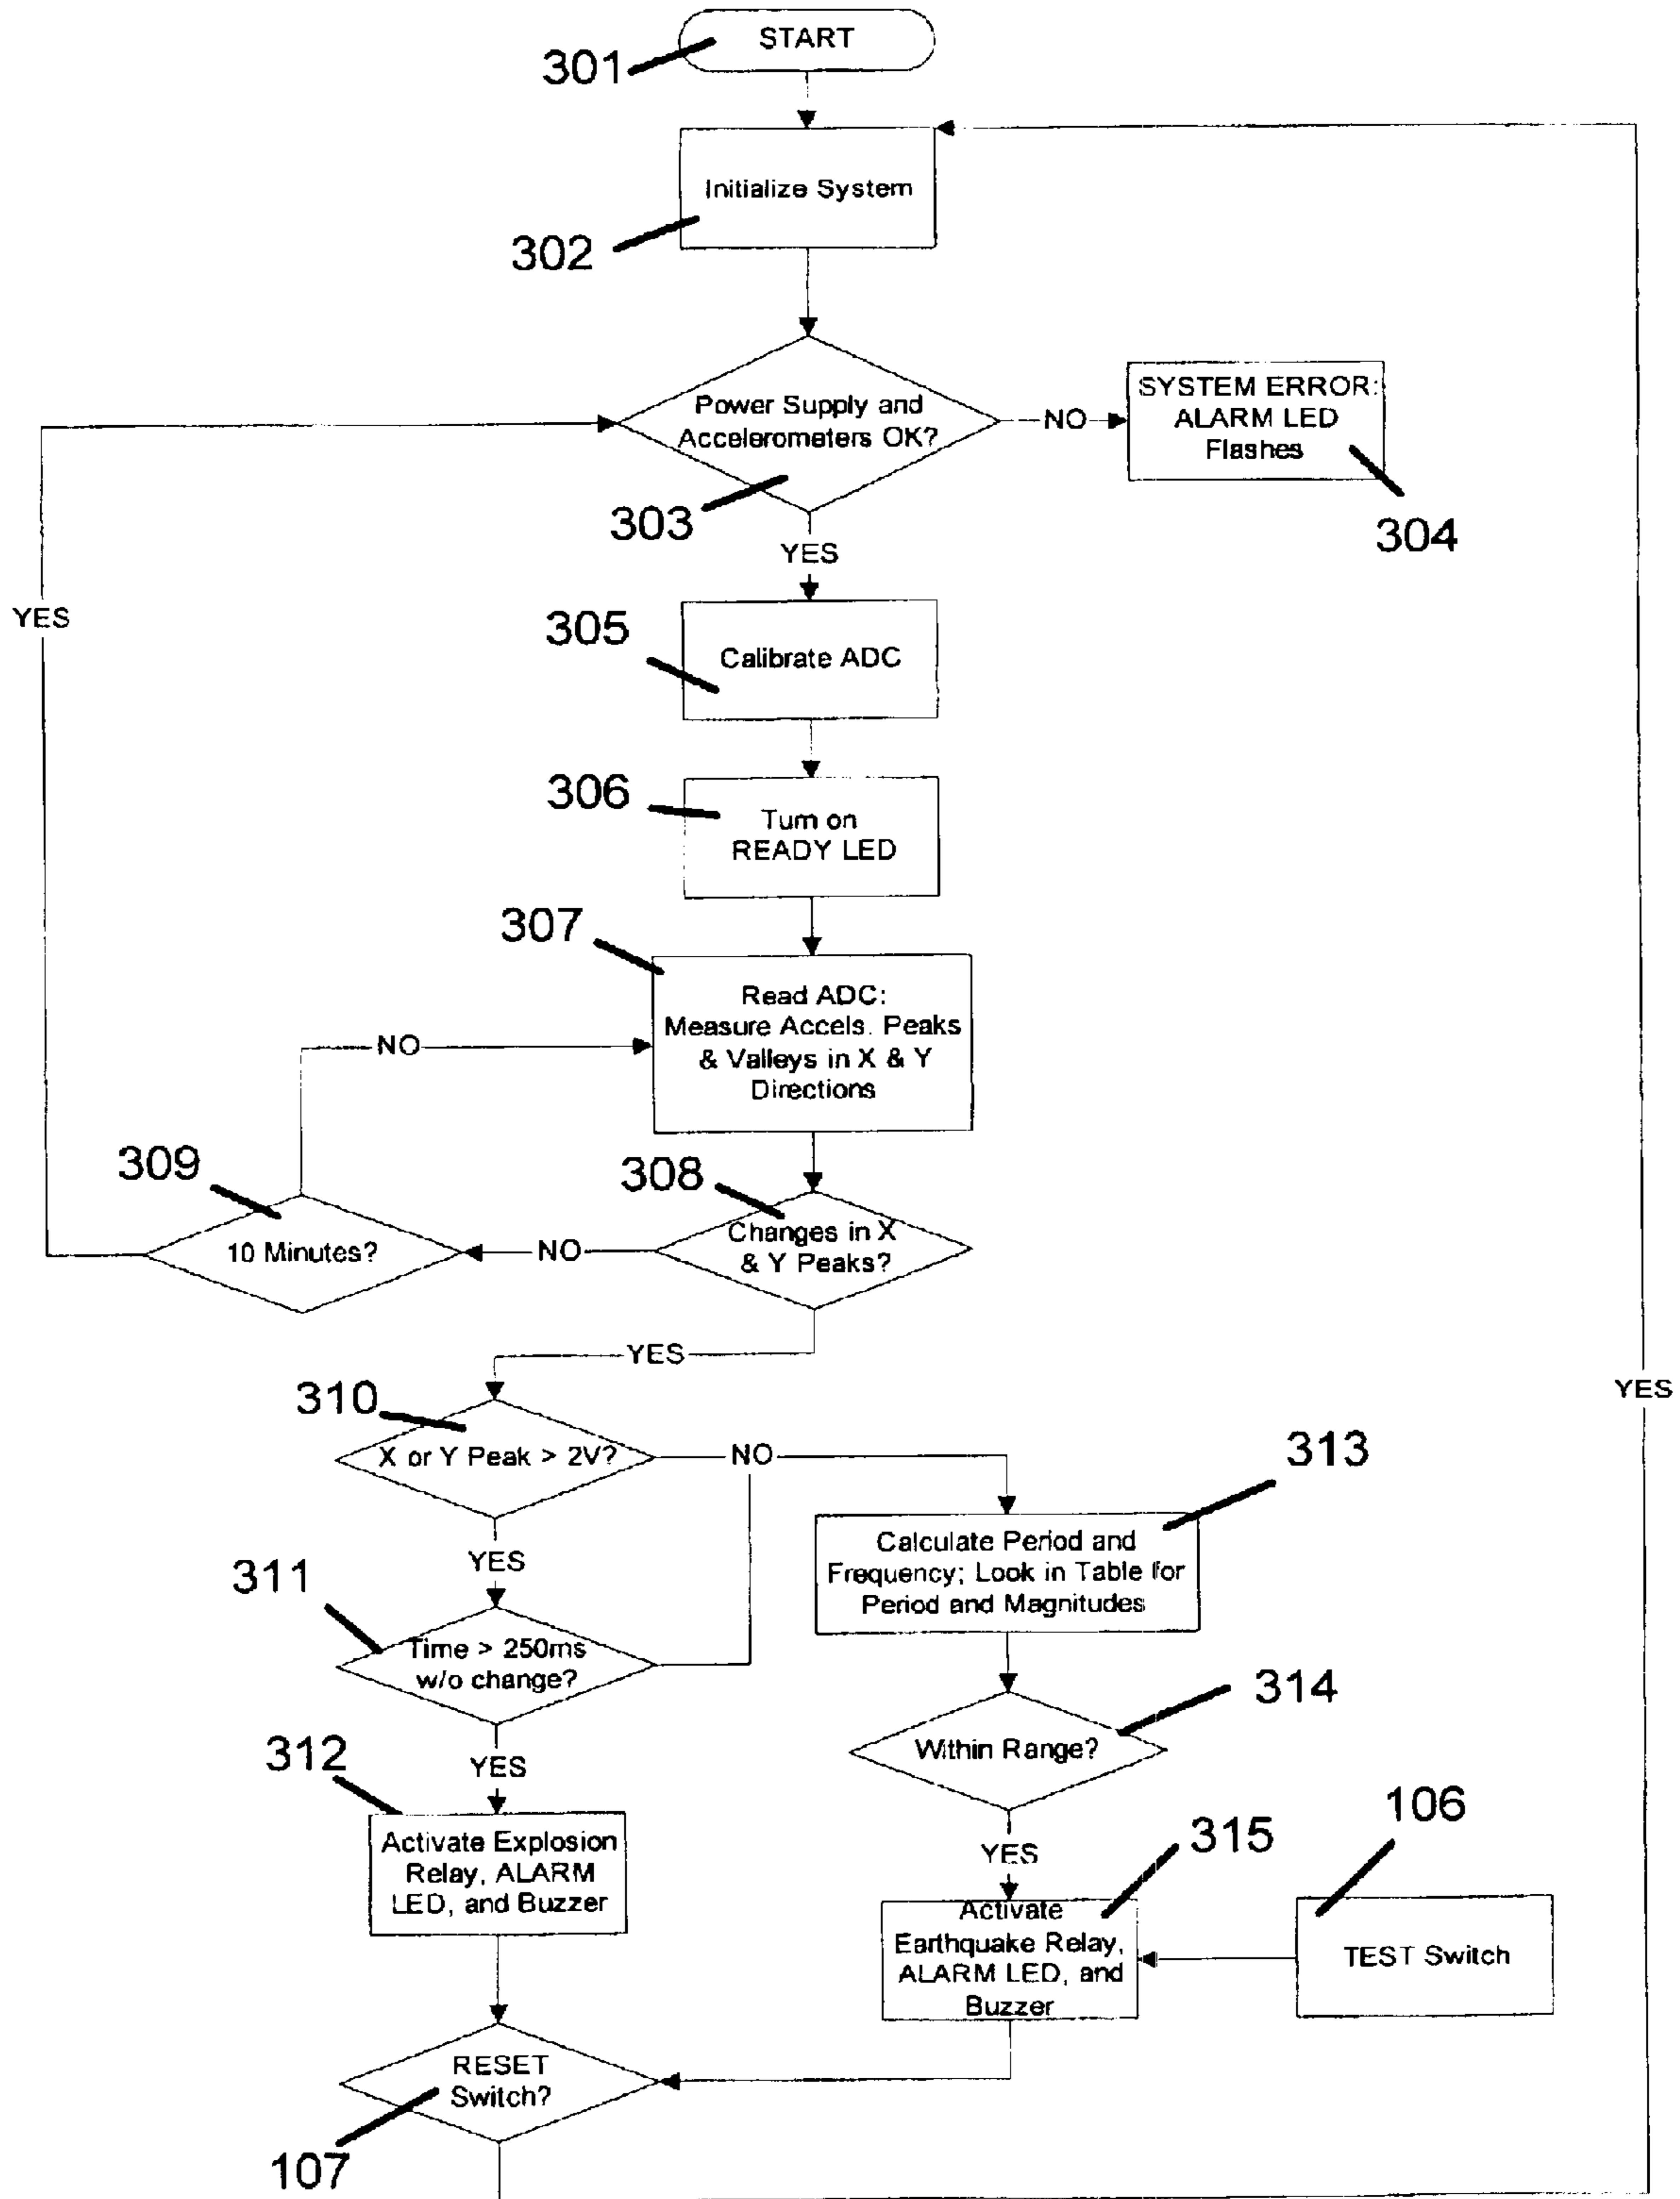 START
301
Initialize System
302
Power Supply and
Accelerometers OK?
NO
SYSTEM ERROR:
ALARM LED
Flashes
303
304
YES
YES
305
Calibrate ADC
306
Turn on
READY LED
307
Read ADC:
Measure Accels. Peaks
& Valleys in X & Y
Directions
NO
309
308
10 Minutes?
NO
Changes in X
& Y Peaks?
YES
YES
310
X or Y Peak > 2V?
NO
313
Calculate Period and
Frequency; Look in Table for
Period and Magnitudes
YES
311
Time > 250ms
w/o change?
314
Within Range?
YES
312
Activate Explosion
Relay, ALARM
LED, and Buzzer
YES
315
106
Activate
Earthquake Relay,
ALARM LED, and
Buzzer
TEST Switch
RESET
Switch?
107